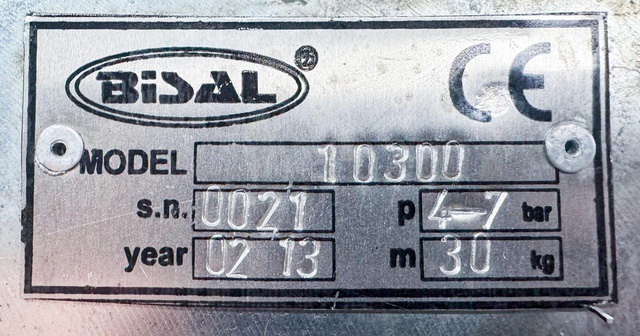 BiSAL ®
CE
MODEL 10300
s.n. 0021 p 4-7 bar
year 02 13 m 30 kg